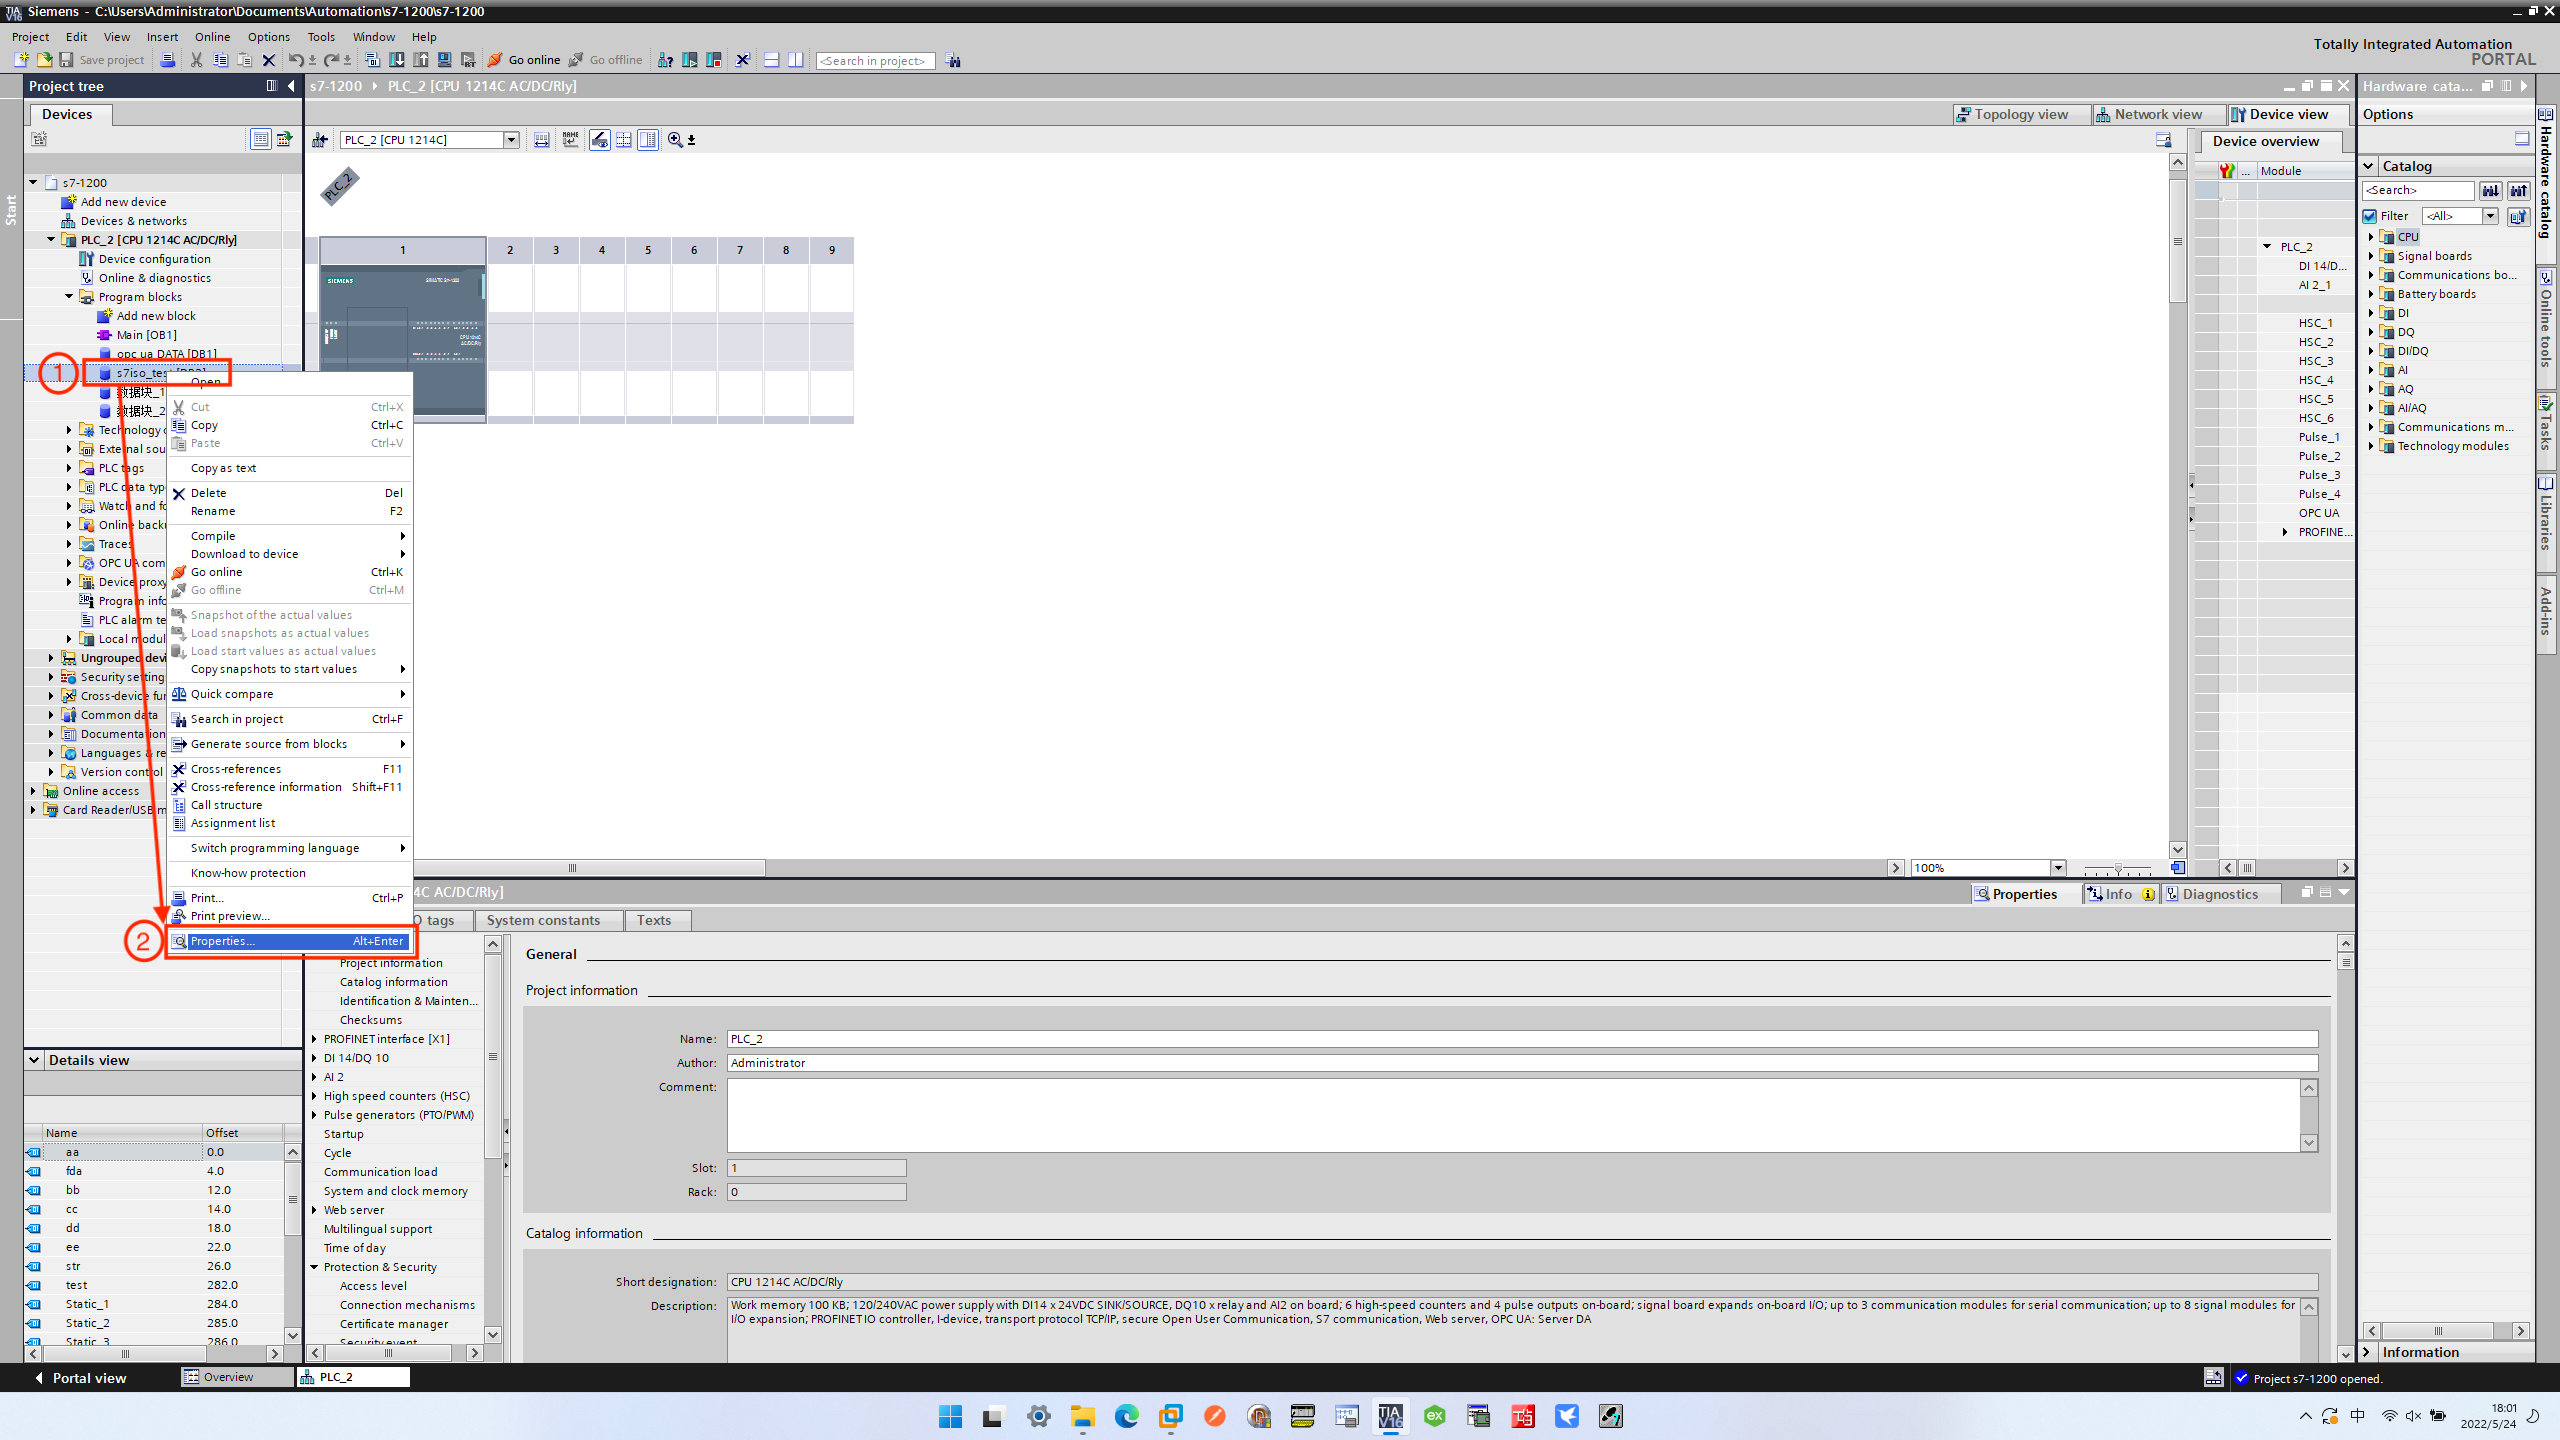 Siemens - C:\Users\Administrator\Documents\Automation\s7-1200\s7-1200
Project Edit View Insert Online Options Tools Window Help
Totally Integrated Automation
PORTAL
Save project
Go online
Go offline
<Search in project>
Project tree
s7-1200 ▸ PLC_2 [CPU 1214C AC/DC/Rly]
Hardware cata...
Devices
Topology view
Network view
Device view
Options
PLC_2 [CPU 1214C]
Device overview
Start
s7-1200
Add new device
Devices & networks
PLC_2 [CPU 1214C AC/DC/Rly]
Device configuration
Online & diagnostics
Program blocks
Add new block
Main [OB1]
opc ua DATA [DB1]
1
s7iso_test
数据块_1
数据块_2
Technology
External sou
PLC tags
PLC data typ
Watch and fo
Online back
Traces
OPC UA com
Device proxy
Program info
PLC alarm te
Local modul
Ungrouped devi
Security setting
Cross-device fun
Common data
Documentation
Languages & re
Version control
Online access
Card Reader/USB m
Open
Cut Ctrl+X
Copy Ctrl+C
Paste Ctrl+V
Copy as text
Delete Del
Rename F2
Compile
Download to device
Go online Ctrl+K
Go offline Ctrl+M
Snapshot of the actual values
Load snapshots as actual values
Load start values as actual values
Copy snapshots to start values
Quick compare
Search in project Ctrl+F
Generate source from blocks
Cross-references F11
Cross-reference information Shift+F11
Call structure
Assignment list
Switch programming language
Know-how protection
Print... Ctrl+P
Print preview...
2
Properties... Alt+Enter
PLC_2
1 2 3 4 5 6 7 8 9
SIEMENS
SIMATIC S7-1200
CPU 1214C
AC/DC/Rly
100%
... Module
PLC_2
DI 14/D...
AI 2_1
HSC_1
HSC_2
HSC_3
HSC_4
HSC_5
HSC_6
Pulse_1
Pulse_2
Pulse_3
Pulse_4
OPC UA
PROFINE...
Catalog
<Search>
Filter <All>
CPU
Signal boards
Communications bo...
Battery boards
DI
DQ
DI/DQ
AI
AQ
AI/AQ
Communications m...
Technology modules
Information
Hardware catalog
Online tools
Tasks
Libraries
Add-ins
4C AC/DC/Rly]
Properties
Info
Diagnostics
O tags
System constants
Texts
Project information
Catalog information
Identification & Mainten...
Checksums
PROFINET interface [X1]
DI 14/DQ 10
AI 2
High speed counters (HSC)
Pulse generators (PTO/PWM)
Startup
Cycle
Communication load
System and clock memory
Web server
Multilingual support
Time of day
Protection & Security
Access level
Connection mechanisms
Certificate manager
Security event
General
Project information
Name: PLC_2
Author: Administrator
Comment:
Slot: 1
Rack: 0
Catalog information
Short designation: CPU 1214C AC/DC/Rly
Description: Work memory 100 KB; 120/240VAC power supply with DI14 x 24VDC SINK/SOURCE, DQ10 x relay and AI2 on board; 6 high-speed counters and 4 pulse outputs on-board; signal board expands on-board I/O; up to 3 communication modules for serial communication; up to 8 signal modules for
I/O expansion; PROFINET IO controller, I-device, transport protocol TCP/IP, secure Open User Communication, S7 communication, Web server, OPC UA: Server DA
Details view
Name Offset
aa 0.0
fda 4.0
bb 12.0
cc 14.0
dd 18.0
ee 22.0
str 26.0
test 282.0
Static_1 284.0
Static_2 285.0
Static_3 286.0
Portal view
Overview
PLC_2
Project s7-1200 opened.
中
18:01
2022/5/24